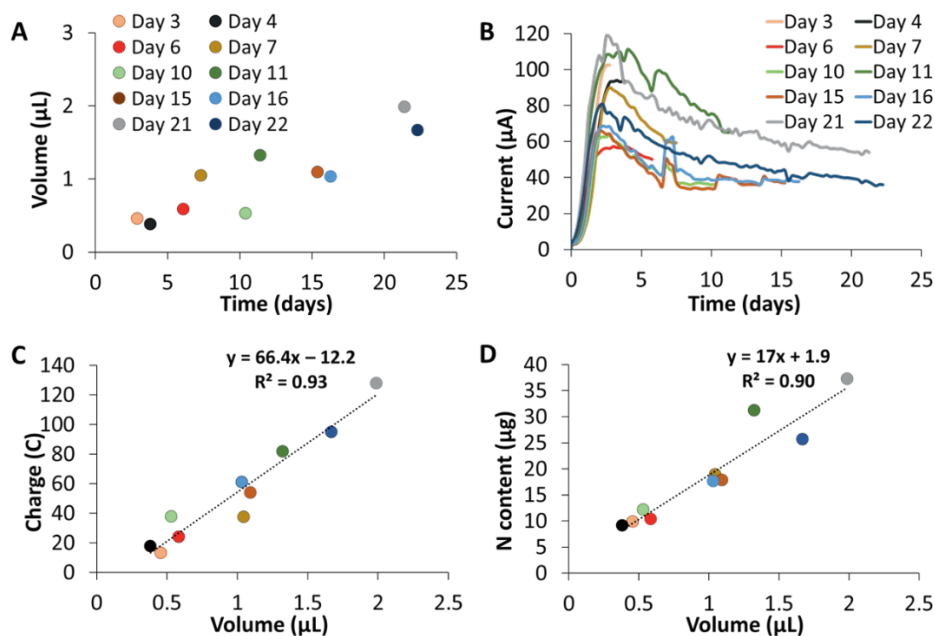 A
Day 3
Day 4
Day 6
Day 7
Day 10
Day 11
Day 15
Day 16
Day 21
Day 22
Volume (µL)
3
2
1
0
0 5 10 15 20 25
Time (days)
B
Day 3
Day 4
Day 6
Day 7
Day 10
Day 11
Day 15
Day 16
Day 21
Day 22
Current (µA)
120
100
80
60
40
20
0
0 5 10 15 20 25
Time (days)
C
y = 66.4x – 12.2
R² = 0.93
Charge (C)
140
120
100
80
60
40
20
0
0 0.5 1 1.5 2 2.5
Volume (µL)
D
y = 17x + 1.9
R² = 0.90
N content (µg)
40
35
30
25
20
15
10
5
0
0 0.5 1 1.5 2 2.5
Volume (µL)